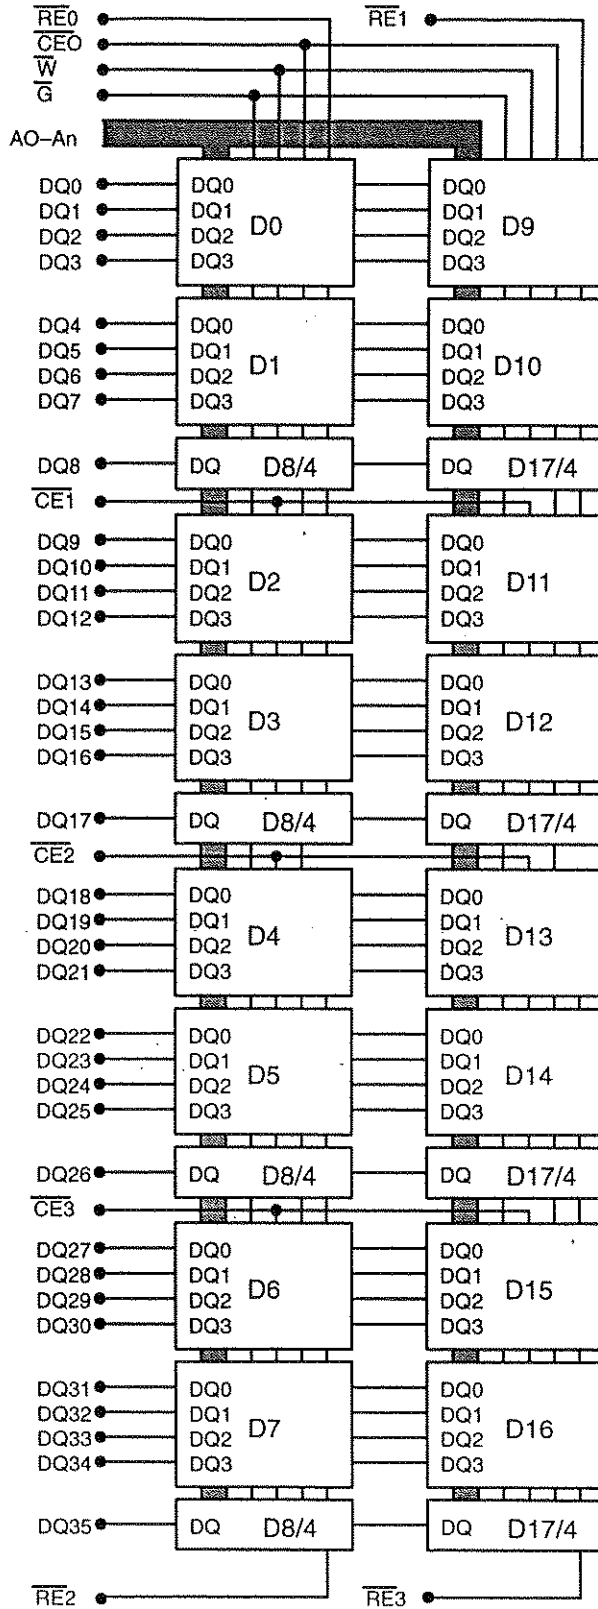 RE0 RE1
CEO
W
G
AO–An
DQ0 DQ0 DQ0
DQ1 DQ1 D0 DQ1 D9
DQ2 DQ2 DQ2
DQ3 DQ3 DQ3
DQ4 DQ0 DQ0
DQ5 DQ1 D1 DQ1 D10
DQ6 DQ2 DQ2
DQ7 DQ3 DQ3
DQ8 DQ D8/4 DQ D17/4
CE1
DQ9 DQ0 DQ0
DQ10 DQ1 D2 DQ1 D11
DQ11 DQ2 DQ2
DQ12 DQ3 DQ3
DQ13 DQ0 DQ0
DQ14 DQ1 D3 DQ1 D12
DQ15 DQ2 DQ2
DQ16 DQ3 DQ3
DQ17 DQ D8/4 DQ D17/4
CE2
DQ18 DQ0 DQ0
DQ19 DQ1 D4 DQ1 D13
DQ20 DQ2 DQ2
DQ21 DQ3 DQ3
DQ22 DQ0 DQ0
DQ23 DQ1 D5 DQ1 D14
DQ24 DQ2 DQ2
DQ25 DQ3 DQ3
DQ26 DQ D8/4 DQ D17/4
CE3
DQ27 DQ0 DQ0
DQ28 DQ1 D6 DQ1 D15
DQ29 DQ2 DQ2
DQ30 DQ3 DQ3
DQ31 DQ0 DQ0
DQ32 DQ1 D7 DQ1 D16
DQ33 DQ2 DQ2
DQ34 DQ3 DQ3
DQ35 DQ D8/4 DQ D17/4
RE2 RE3